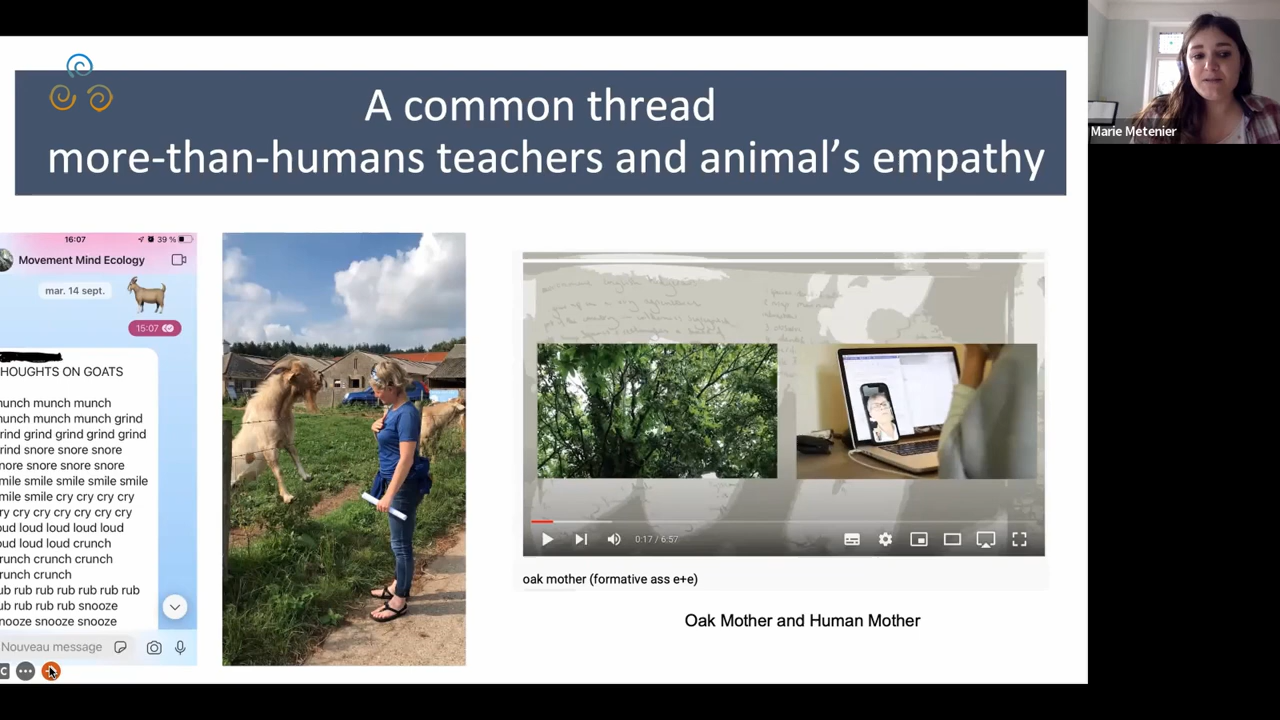 A common thread
more-than-humans teachers and animal's empathy
Marie Metenier
16:07
39 %
Movement Mind Ecology
mar. 14 sept.
15:07
HOUGHTS ON GOATS
unch munch munch
unch munch munch grind
rind grind grind grind grind
rind snore snore snore
nore snore snore snore
mile smile smile smile smile
mile smile cry cry cry cry
ry cry cry cry cry cry cry
oud loud loud loud loud
oud loud loud crunch
runch crunch crunch
runch crunch
ub rub rub rub rub rub rub
ub rub rub rub snooze
nooze snooze snooze
Nouveau message
0:17 / 6:57
oak mother (formative ass e+e)
Oak Mother and Human Mother